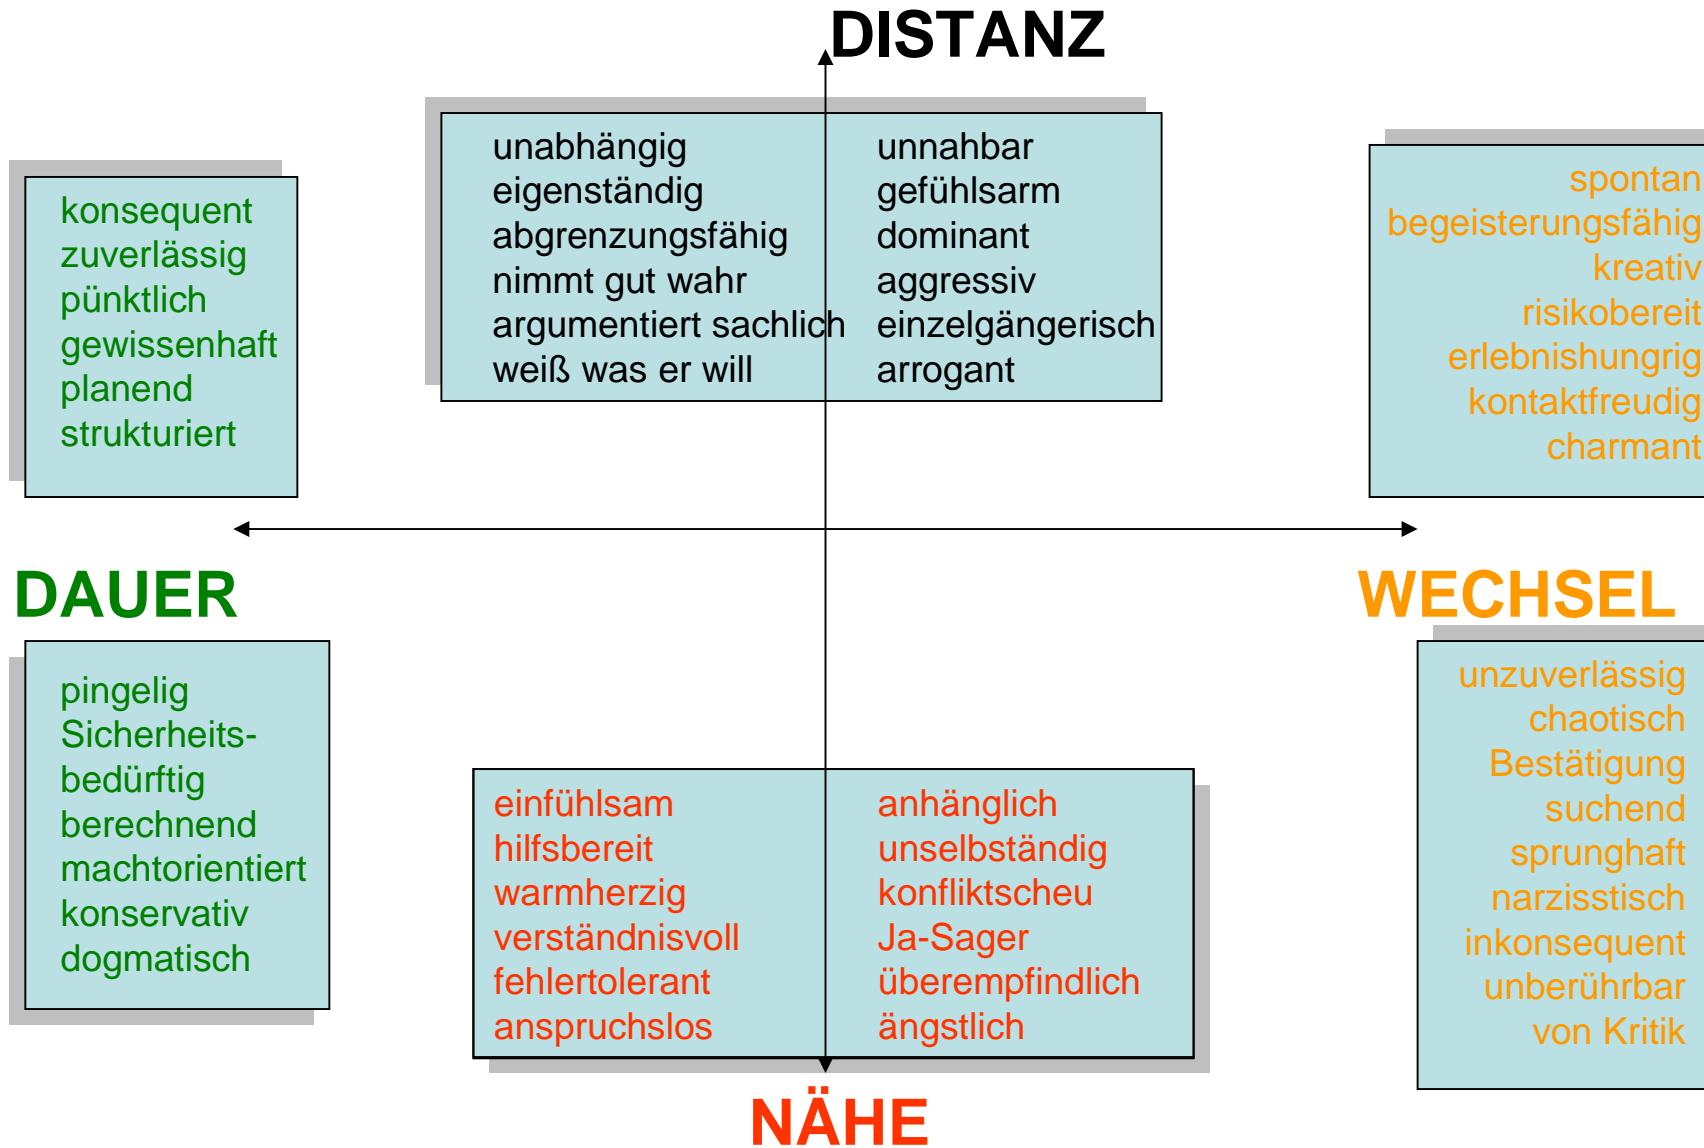 DISTANZ
unabhängig
eigenständig
abgrenzungsfähig
nimmt gut wahr
argumentiert sachlich
weiß was er will
unnahbar
gefühlsarm
dominant
aggressiv
einzelgängerisch
arrogant
konsequent
zuverlässig
pünktlich
gewissenhaft
planend
strukturiert
spontan
begeisterungsfähig
kreativ
risikobereit
erlebnishungrig
kontaktfreudig
charmant
DAUER
WECHSEL
pingelig
Sicherheits-
bedürftig
berechnend
machtorientiert
konservativ
dogmatisch
einfühlsam
hilfsbereit
warmherzig
verständnisvoll
fehlertolerant
anspruchslos
anhänglich
unselbständig
konfliktscheu
Ja-Sager
überempfindlich
ängstlich
unzuverlässig
chaotisch
Bestätigung
suchend
sprunghaft
narzisstisch
inkonsequent
unberührbar
von Kritik
NÄHE